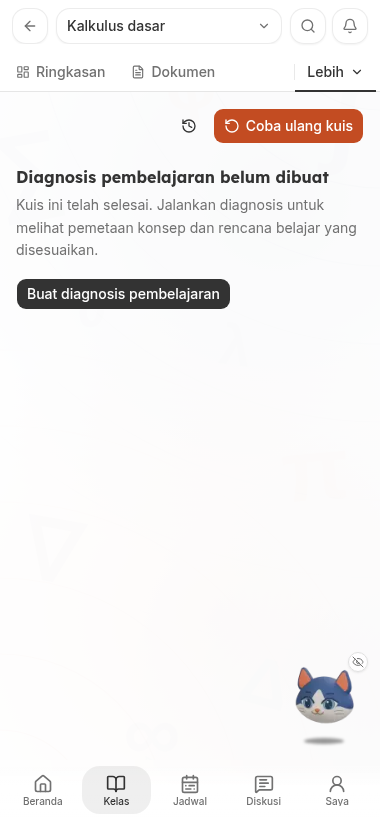 Kalkulus dasar
Ringkasan
Dokumen
Lebih
Coba ulang kuis
Diagnosis pembelajaran belum dibuat
Kuis ini telah selesai. Jalankan diagnosis untuk
melihat pemetaan konsep dan rencana belajar yang
disesuaikan.
Buat diagnosis pembelajaran
Beranda
Kelas
Jadwal
Diskusi
Saya